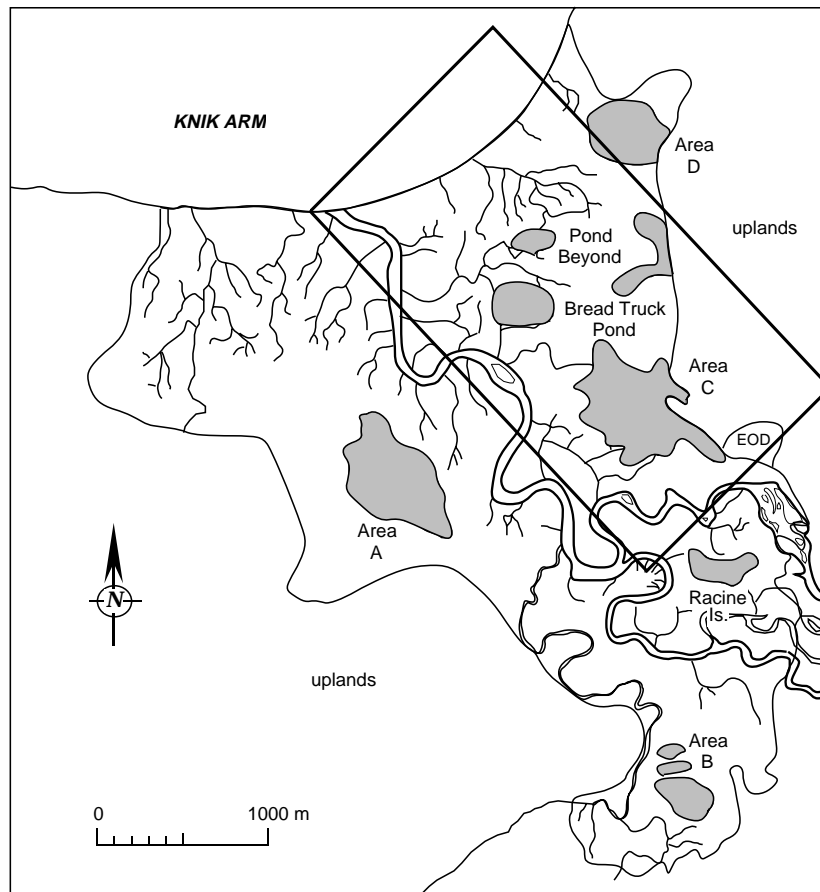 KNIK ARM
Area
D
uplands
Pond
Beyond
Bread Truck
Pond
Area
C
EOD
Area
A
N
Racine
Is.
uplands
Area
B
0 1000 m